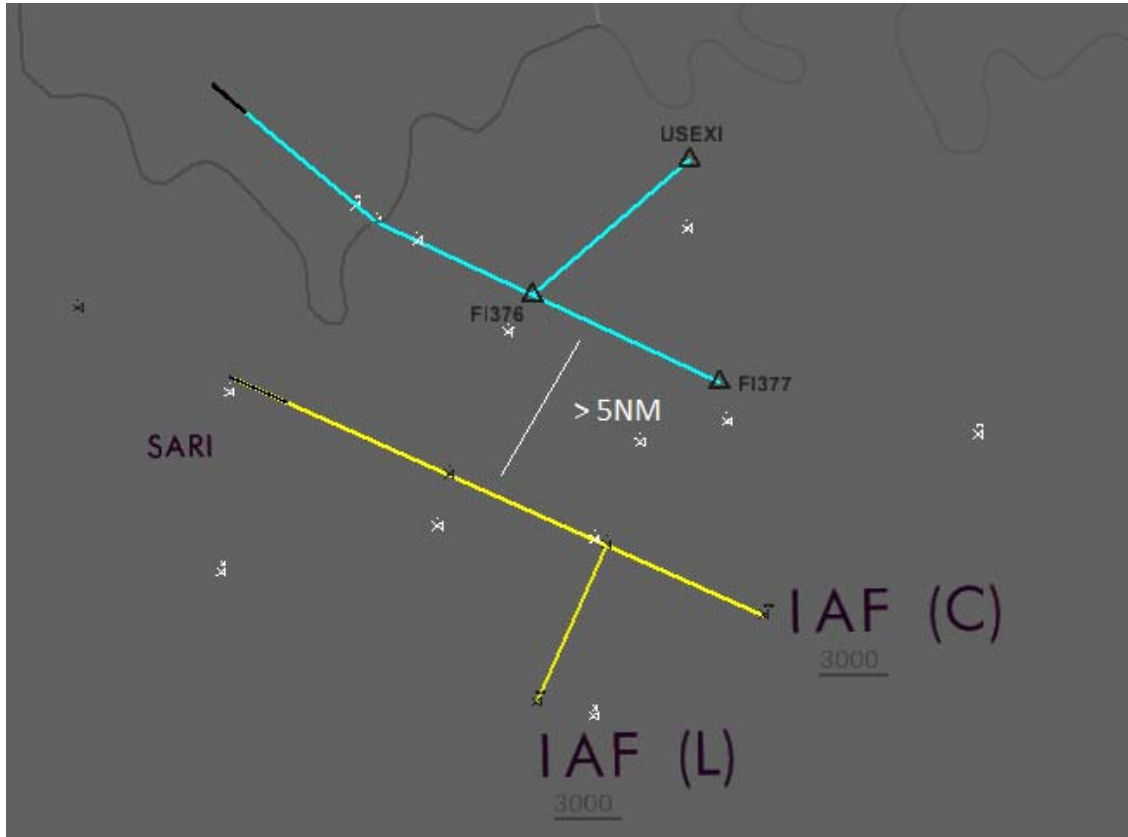 USEXI
FI376
FI377
> 5NM
SARI
IAF (C)
3000
IAF (L)
3000